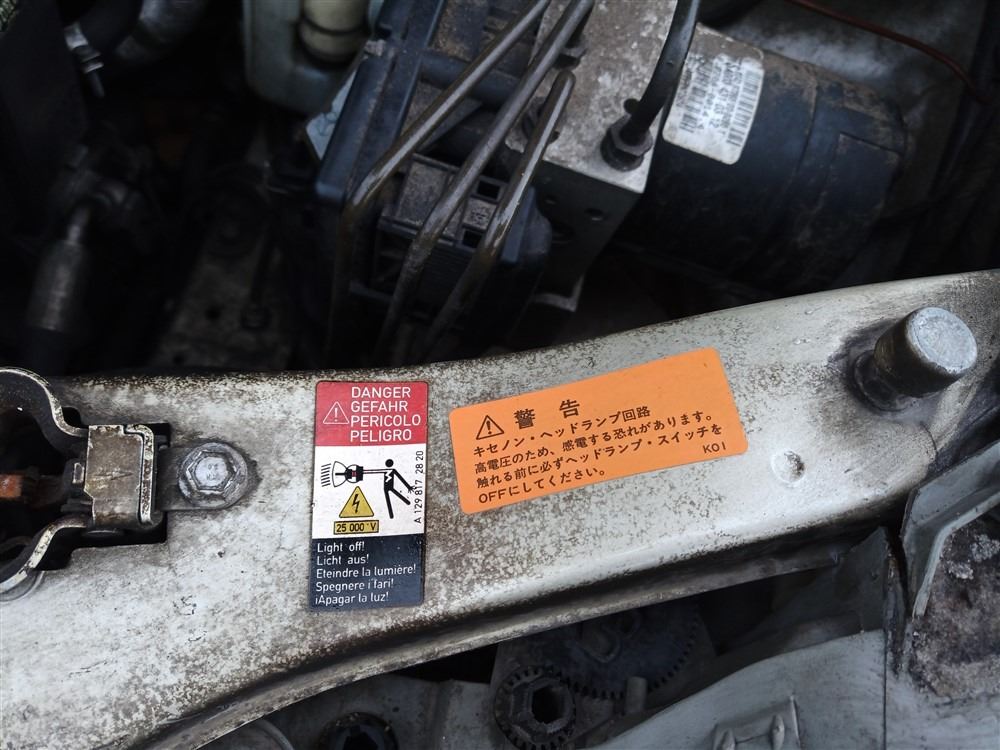 DANGER
GEFAHR
PERICOLO
PELIGRO
A 129 817 28 20
25 000 V
Light off!
Licht aus!
Eteindre la lumière!
Spegnere i fari!
¡Apagar la luz!
警告
キセノン・ヘッドランプ回路
高電圧のため、感電する恐れがあります。
触れる前に必ずヘッドランプ・スイッチを
OFFにしてください。
K01